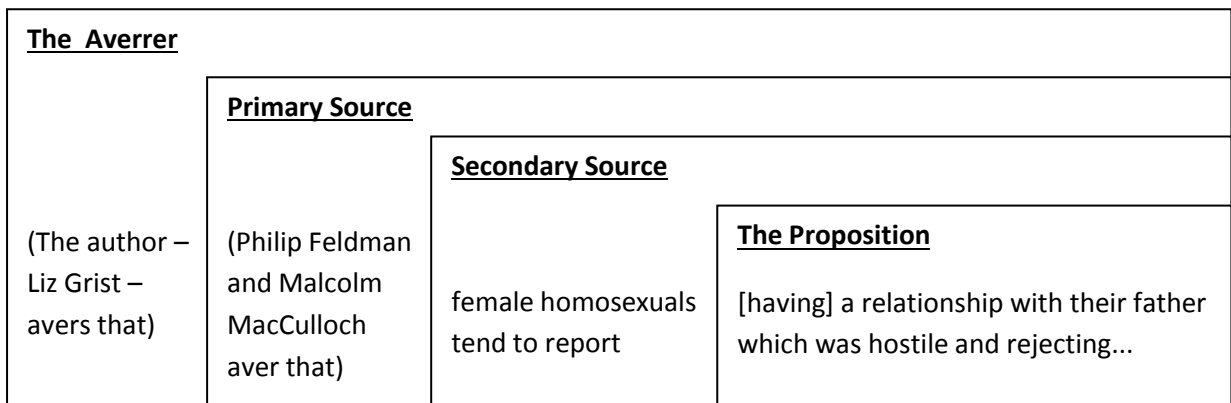 The Averrer
Primary Source
Secondary Source
The Proposition
(The author –
Liz Grist –
avers that)
(Philip Feldman
and Malcolm
MacCulloch
aver that)
female homosexuals
tend to report
[having] a relationship with their father
which was hostile and rejecting...